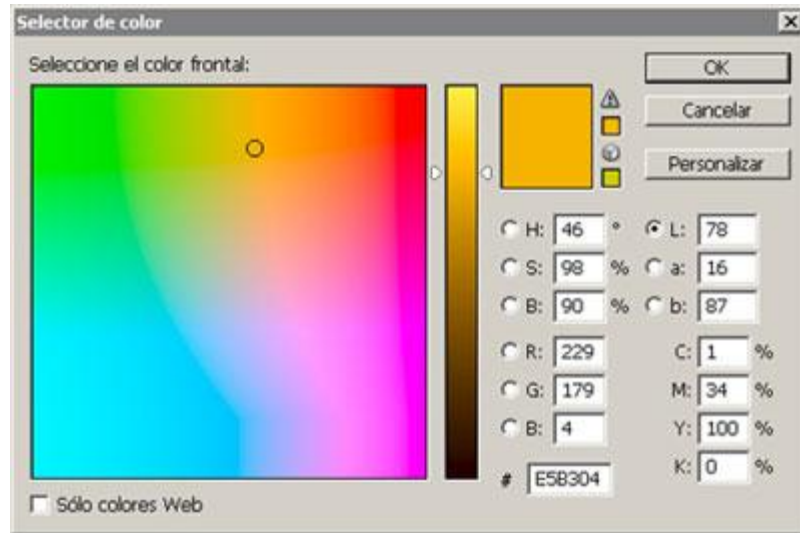 Selector de color
Seleccione el color frontal:
OK
Cancelar
Personalizar
H: 46 ° L: 78
S: 98 % a: 16
B: 90 % b: 87
R: 229 C: 1 %
G: 179 M: 34 %
B: 4 Y: 100 %
# E5B304 K: 0 %
Sólo colores Web